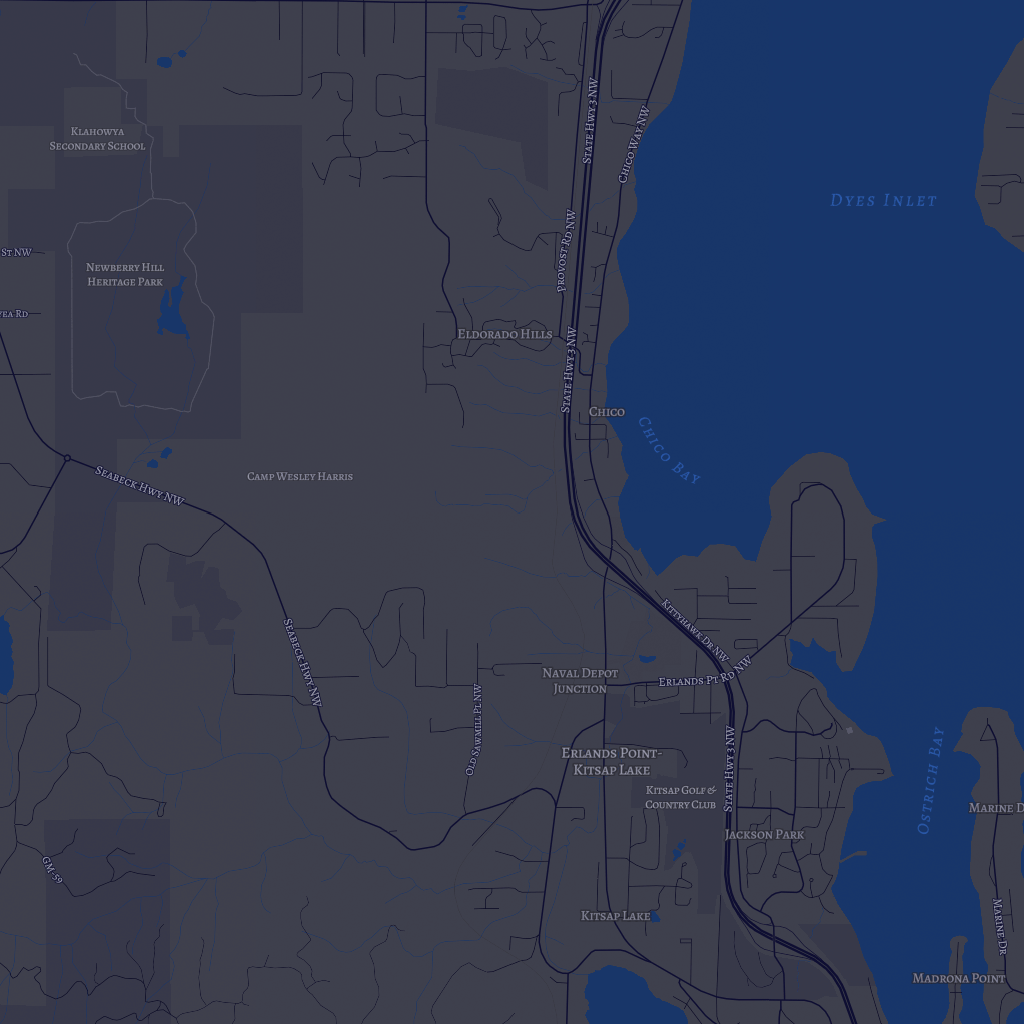 STATE HWY 3 NW
CHICO WAY NW
KLAHOWYA
SECONDARY SCHOOL
DYES INLET
PROVOST RD NW
ST NW
NEWBERRY HILL
HERITAGE PARK
ELDORADO HILLS
STATE HWY 3 NW
CHICO
CHICO BAY
SEABECK HWY NW
CAMP WESLEY HARRIS
KITTYHAWK DR NW
SEABECK HWY NW
NAVAL DEPOT
JUNCTION
ERLANDS PT RD NW
OLD SAWMILL PL NW
ERLANDS POINT-
KITSAP LAKE
STATE HWY 3 NW
OSTRICH BAY
KITSAP GOLF &
COUNTRY CLUB
MARINE D
JACKSON PARK
GM-59
KITSAP LAKE
MARINE DR
MADRONA POINT